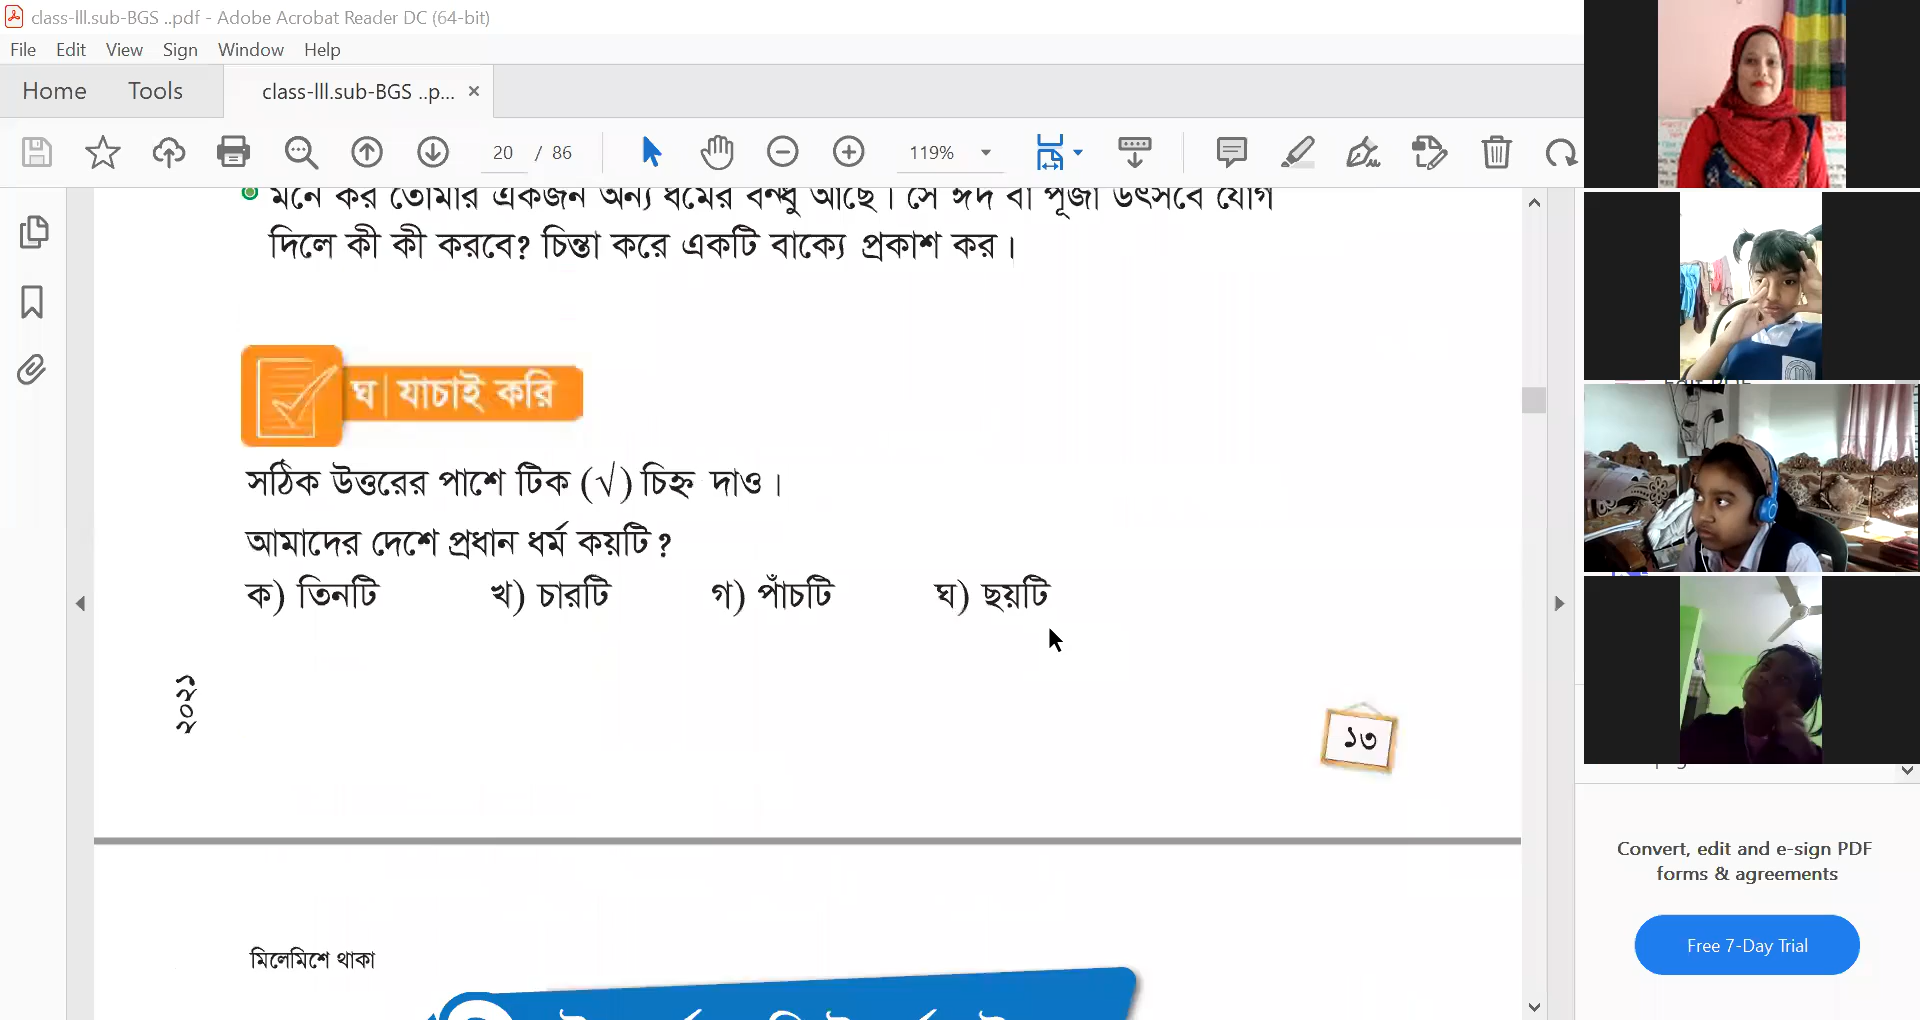 class-III.sub-BGS ..pdf - Adobe Acrobat Reader DC (64-bit)
File Edit View Sign Window Help
Home Tools class-III.sub-BGS ..p... ×
20 / 86 119%
মনে কর তোমার একজন অন্য ধর্মের বন্ধু আছে। সে ঈদ বা পূজা উৎসবে যোগ
দিলে কী কী করবে? চিন্তা করে একটি বাক্যে প্রকাশ কর।
ঘ | যাচাই করি
সঠিক উত্তরের পাশে টিক (√) চিহ্ন দাও।
আমাদের দেশে প্রধান ধর্ম কয়টি?
ক) তিনটি খ) চারটি গ) পাঁচটি ঘ) ছয়টি
২০২১
১৩
মিলেমিশে থাকা
Edit PDF
Convert, edit and e-sign PDF
forms & agreements
Free 7-Day Trial